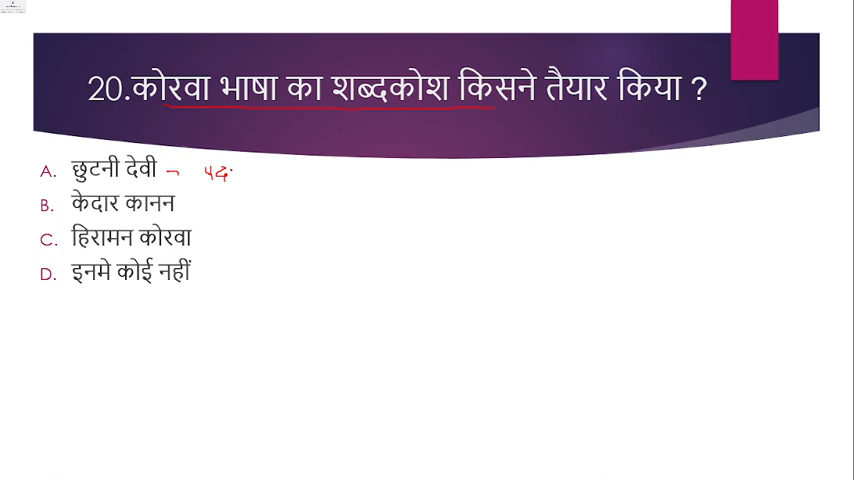 20.कोरवा भाषा का शब्दकोश किसने तैयार किया ?
A. छुटनी देवी
B. केदार कानन
C. हिरामन कोरवा
D. इनमे कोई नहीं